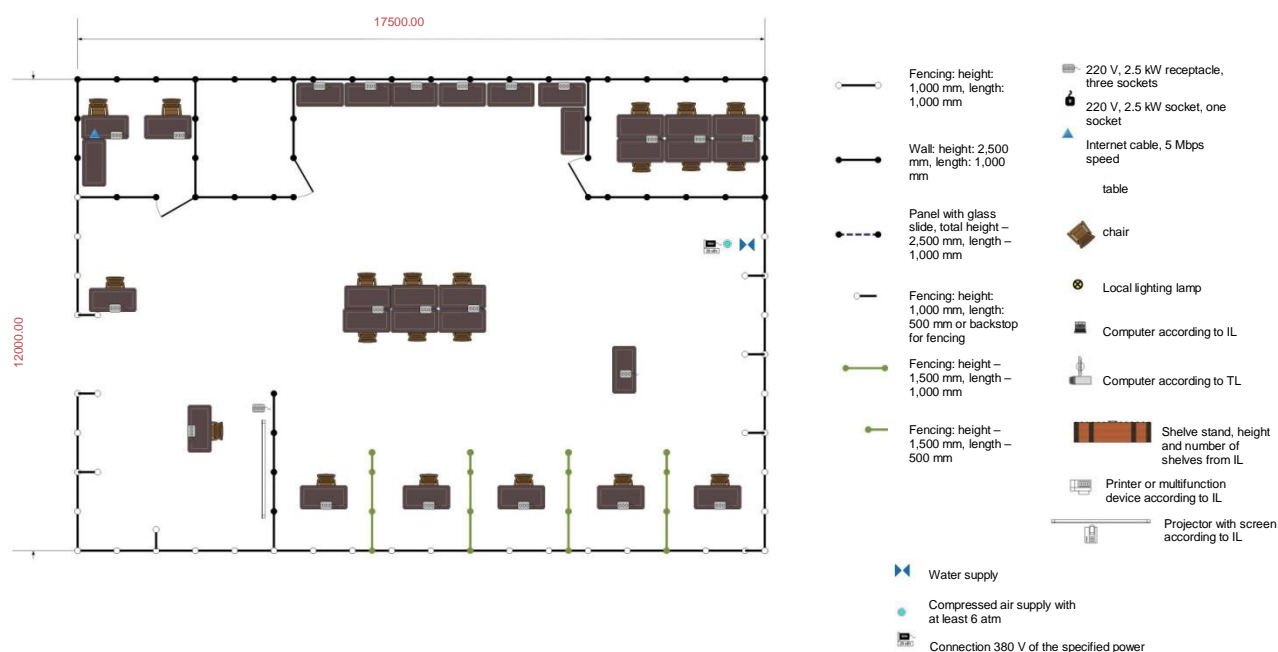 17500.00
12000.00
Fencing: height:
1,000 mm, length:
1,000 mm
Wall: height: 2,500
mm, length: 1,000
mm
Panel with glass
slide, total height –
2,500 mm, length –
1,000 mm
Fencing: height:
1,000 mm, length:
500 mm or backstop
for fencing
Fencing: height –
1,500 mm, length –
1,000 mm
Fencing: height –
1,500 mm, length –
500 mm
220 V, 2.5 kW receptacle,
three sockets
220 V, 2.5 kW socket, one
socket
Internet cable, 5 Mbps
speed
table
chair
Local lighting lamp
Computer according to IL
Computer according to TL
Shelve stand, height
and number of
shelves from IL
Printer or multifunction
device according to IL
Projector with screen
according to IL
Water supply
Compressed air supply with
at least 6 atm
Connection 380 V of the specified power